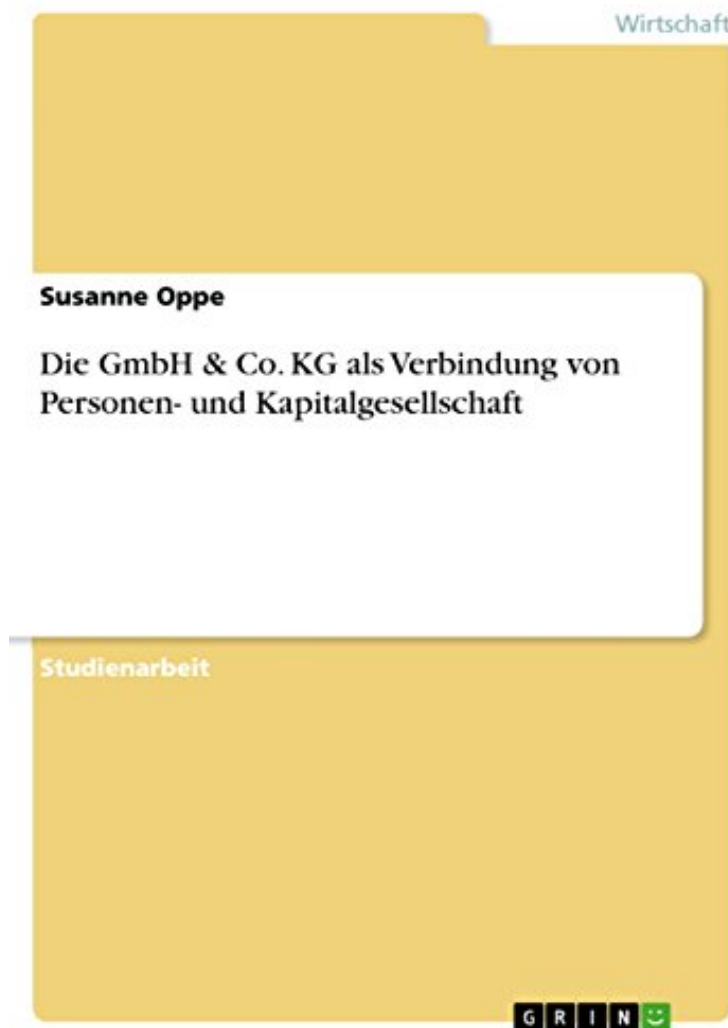 Wirtschaft
Susanne Oppe
Die GmbH & Co. KG als Verbindung von
Personen- und Kapitalgesellschaft
Studienarbeit
GRIN